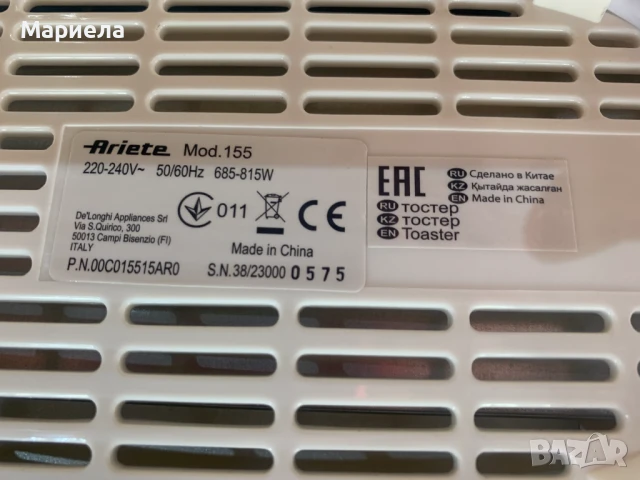 Мариела
Ariete Mod.155
220-240V~ 50/60Hz 685-815W
De'Longhi Appliances Srl
Via S.Quirico, 300
50013 Campi Bisenzio (FI)
ITALY
011
CE
Made in China
P.N.00C015515AR0
S.N.38/23000 0575
EAC
RU Сделано в Китае
KZ Қытайда жасалған
EN Made in China
RU тостер
KZ тостер
EN Toaster
BAZAR